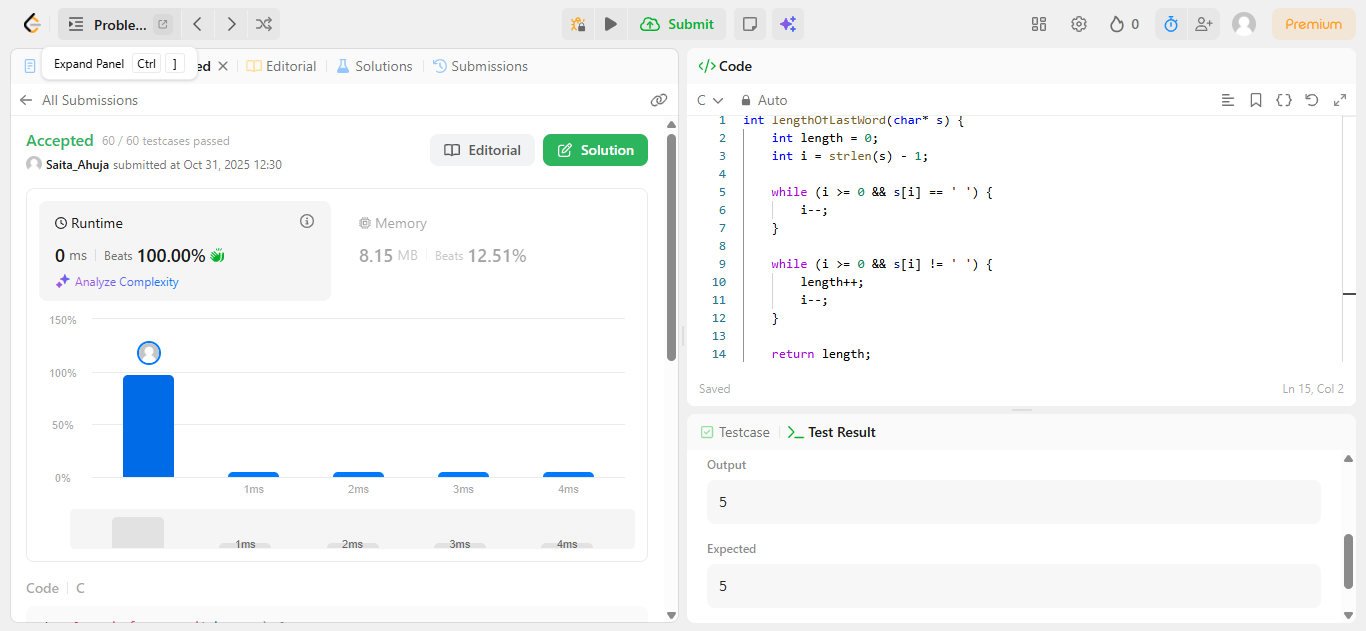 Proble...
Submit
0
Premium
Expand Panel Ctrl ]
ed
Editorial
Solutions
Submissions
All Submissions
Accepted 60 / 60 testcases passed
Saita_Ahuja submitted at Oct 31, 2025 12:30
Editorial
Solution
Runtime
0 ms Beats 100.00%
Analyze Complexity
Memory
8.15 MB Beats 12.51%
150%
100%
50%
0%
1ms 2ms 3ms 4ms
1ms 2ms 3ms 4ms
Code C
</> Code
C Auto
1 int lengthOfLastWord(char* s) {
2 int length = 0;
3 int i = strlen(s) - 1;
4
5 while (i >= 0 && s[i] == ' ') {
6 i--;
7 }
8
9 while (i >= 0 && s[i] != ' ') {
10 length++;
11 i--;
12 }
13
14 return length;
Saved Ln 15, Col 2
Testcase
Test Result
Output
5
Expected
5